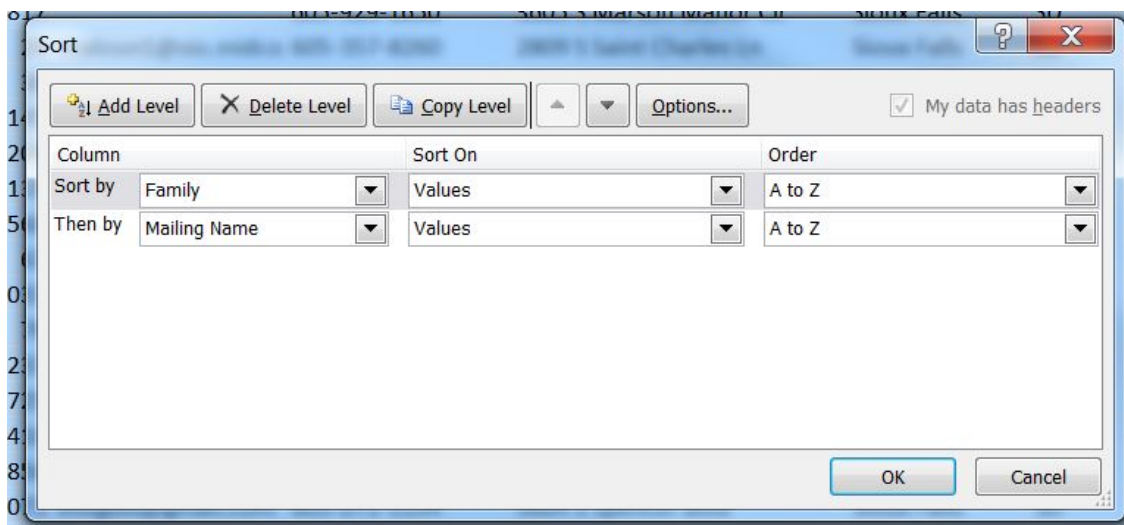 Sort
Add Level Delete Level Copy Level Options... My data has headers
Column Sort On Order
Sort by Family Values A to Z
Then by Mailing Name Values A to Z
OK Cancel